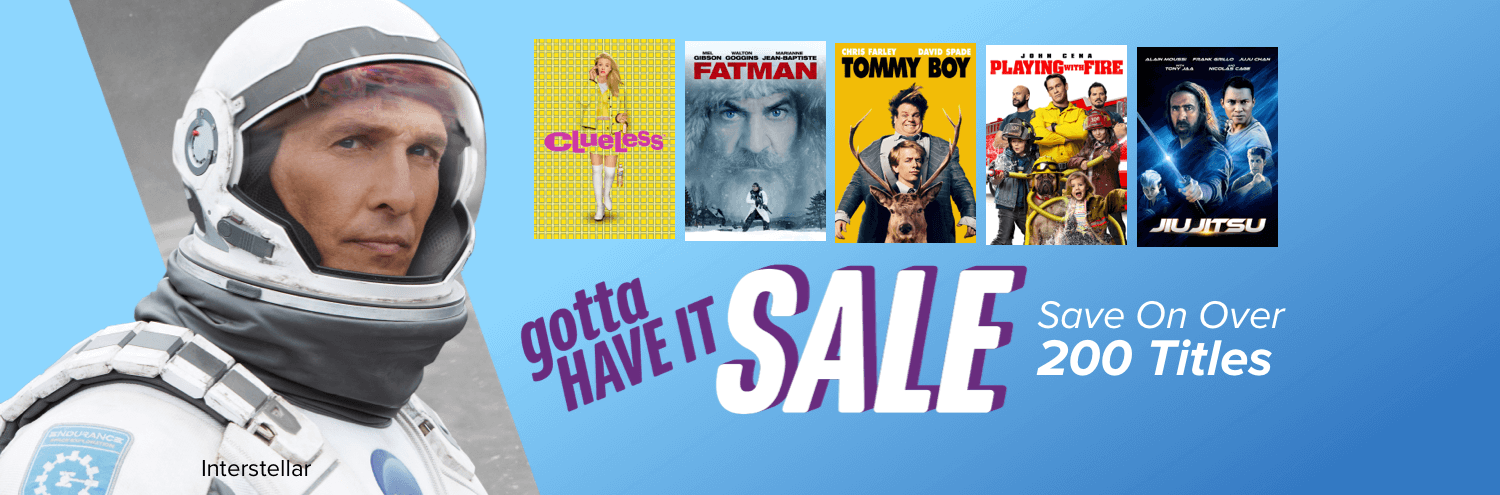 CLUELESS
MEL GIBSON WALTON GOGGINS MARIANNE JEAN-BAPTISTE
FATMAN
CHRIS FARLEY DAVID SPADE
TOMMY BOY
JOHN CENA
PLAYING WITH FIRE
ALAIN MOUSSI FRANK GRILLO JUJU CHAN
WITH TONY JAA AND NICOLAS CAGE
JIU JITSU
gotta
HAVE IT
SALE
Save On Over
200 Titles
ENDURANCE
Interstellar